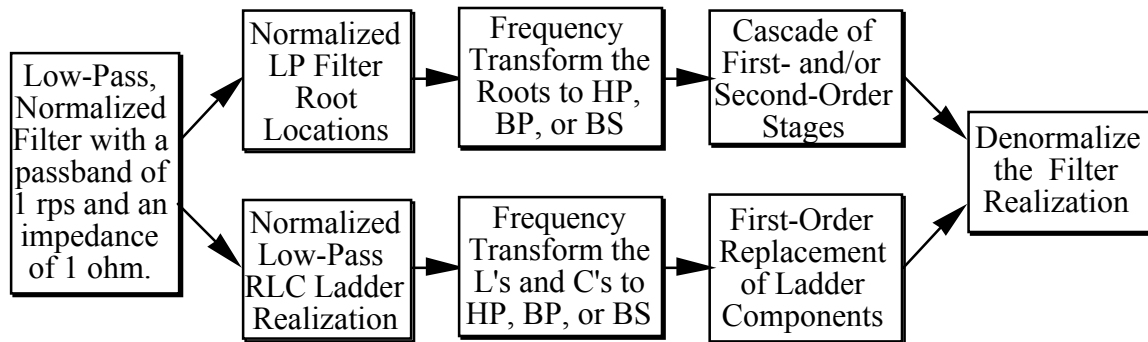 Low-Pass,
Normalized
Filter with a
passband of
1 rps and an
impedance
of 1 ohm.
Normalized
LP Filter
Root
Locations
Frequency
Transform the
Roots to HP,
BP, or BS
Cascade of
First- and/or
Second-Order
Stages
Normalized
Low-Pass
RLC Ladder
Realization
Frequency
Transform the
L's and C's to
HP, BP, or BS
First-Order
Replacement
of Ladder
Components
Denormalize
the Filter
Realization